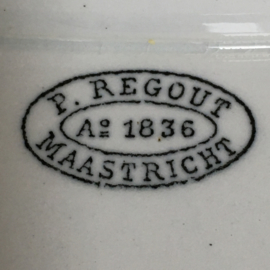 P. REGOUT
Aº 1836
MAASTRICHT